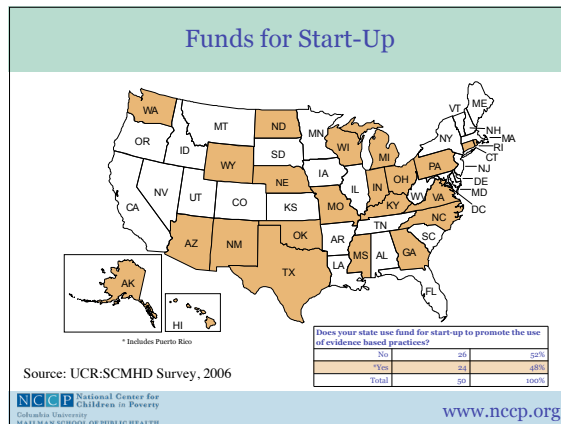 Funds for Start-Up
WA
OR
CA
ID
NV
MT
WY
UT
AZ
CO
NM
ND
SD
NE
KS
OK
TX
MN
IA
MO
AR
LA
WI
IL
MS
MI
IN
KY
TN
AL
OH
WV
GA
FL
PA
VA
NC
SC
NY
VT
ME
NH
MA
RI
CT
NJ
DE
MD
DC
AK
HI
* Includes Puerto Rico
Does your state use fund for start-up to promote the use
of evidence based practices?
No 26 52%
*Yes 24 48%
Total 50 100%
Source: UCR:SCMHD Survey, 2006
NCCP National Center for
Children in Poverty
Columbia University
MAILMAN SCHOOL OF PUBLIC HEALTH
www.nccp.org